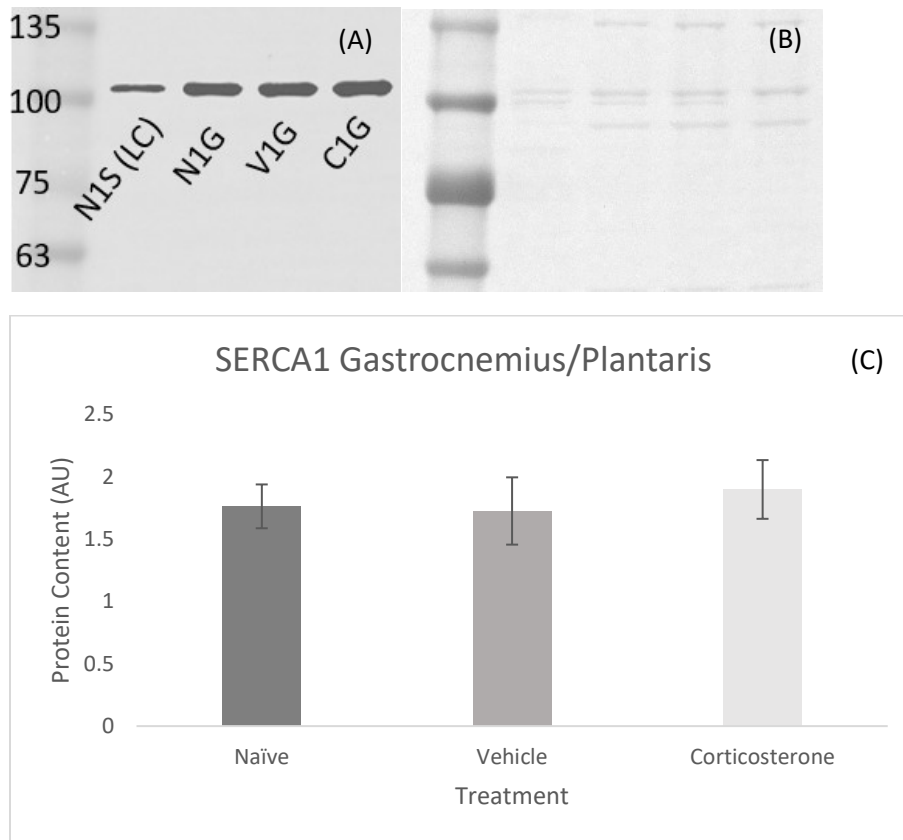 135
(A)
(B)
100
N1S (LC)
N1G
V1G
C1G
75
63
SERCA1 Gastrocnemius/Plantaris
(C)
Protein Content (AU)
2.5
2
1.5
1
0.5
0
Naïve
Vehicle
Corticosterone
Treatment